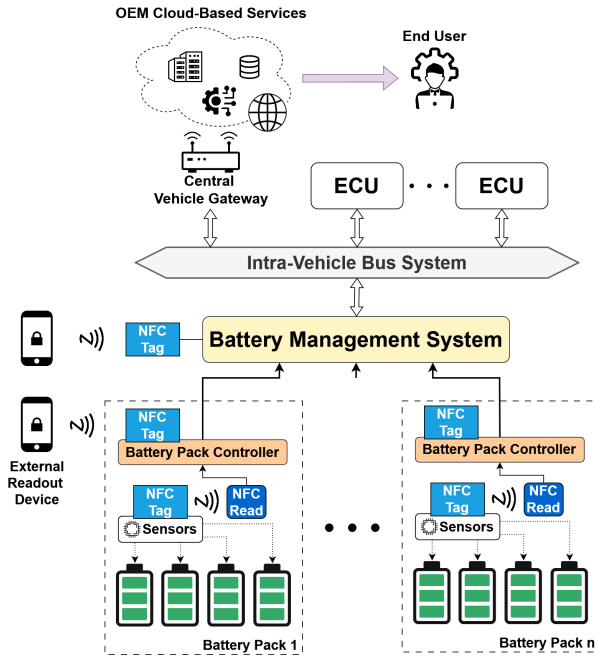 OEM Cloud-Based Services
End User
Central
Vehicle Gateway
ECU
ECU
Intra-Vehicle Bus System
NFC
Tag
Battery Management System
External
Readout
Device
NFC
Tag
Battery Pack Controller
NFC
Tag
NFC
Read
Sensors
Battery Pack 1
NFC
Tag
Battery Pack Controller
NFC
Tag
NFC
Read
Sensors
Battery Pack n